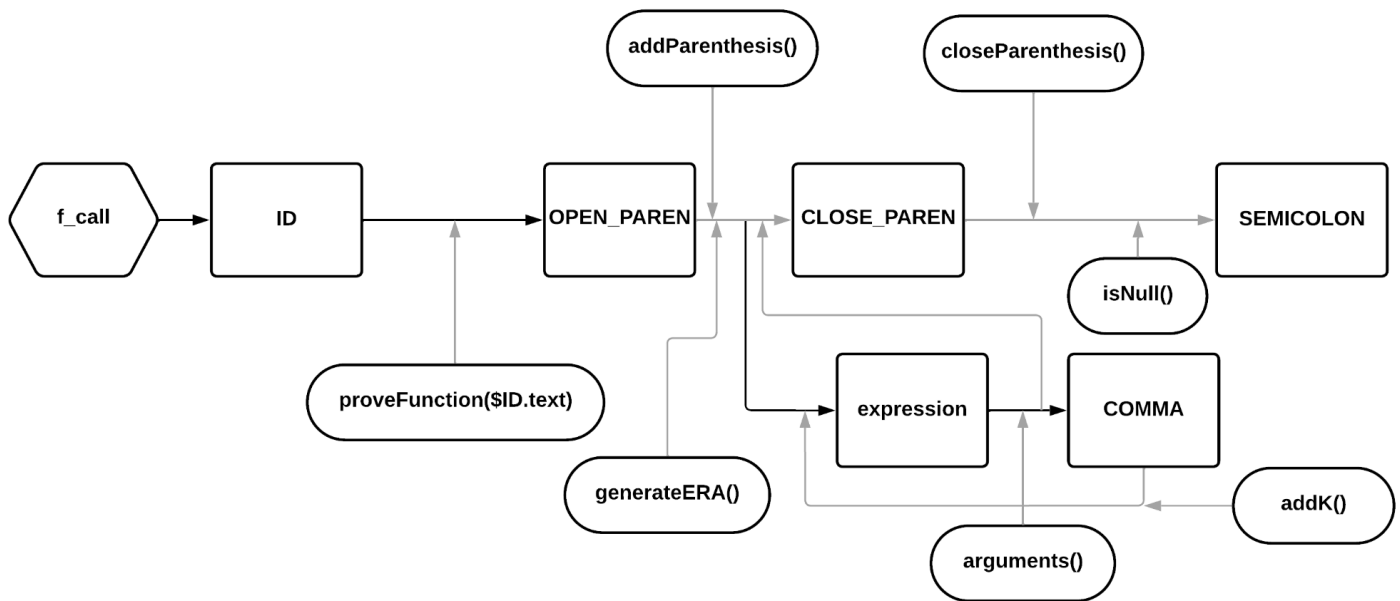 addParenthesis()
closeParenthesis()
f_call
ID
OPEN_PAREN
CLOSE_PAREN
SEMICOLON
isNull()
proveFunction($ID.text)
expression
COMMA
generateERA()
addK()
arguments()